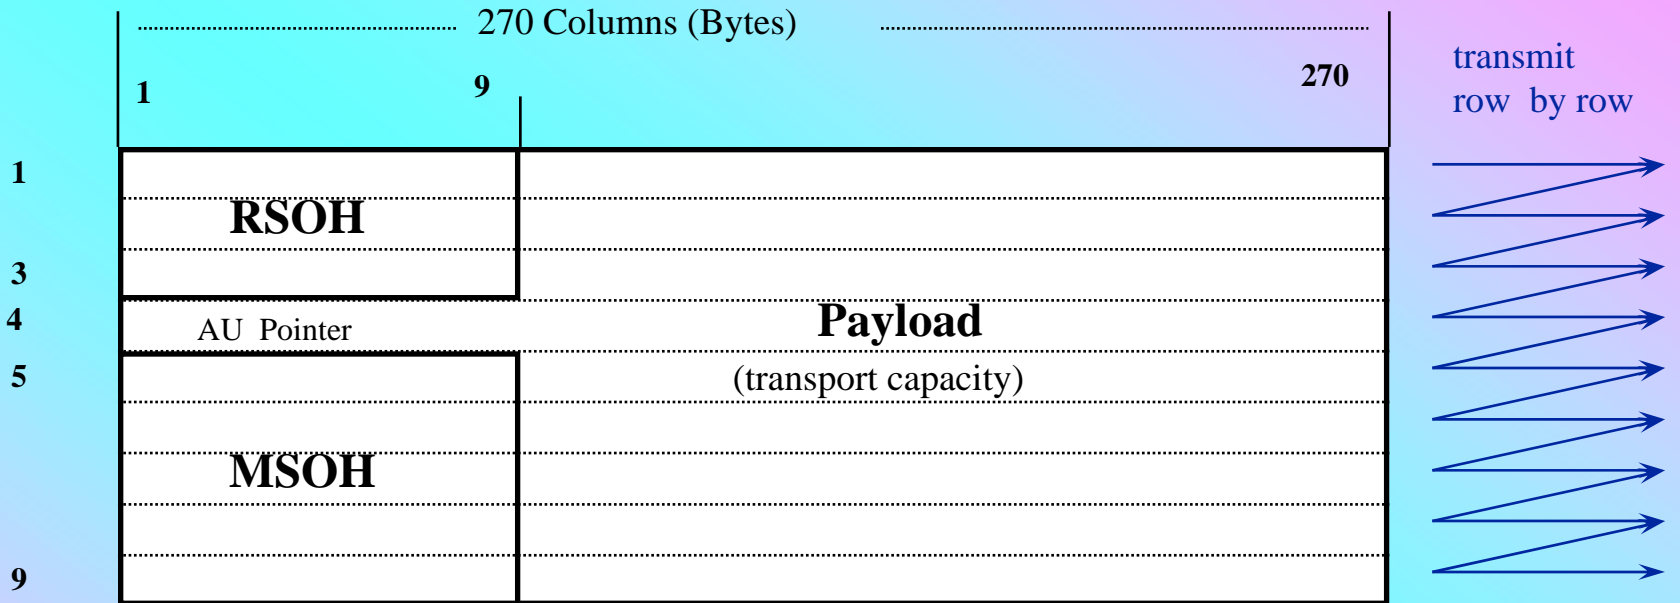 270 Columns (Bytes)
transmit
row by row
1
9
270
1
RSOH
3
4
AU Pointer
Payload
5
(transport capacity)
MSOH
9